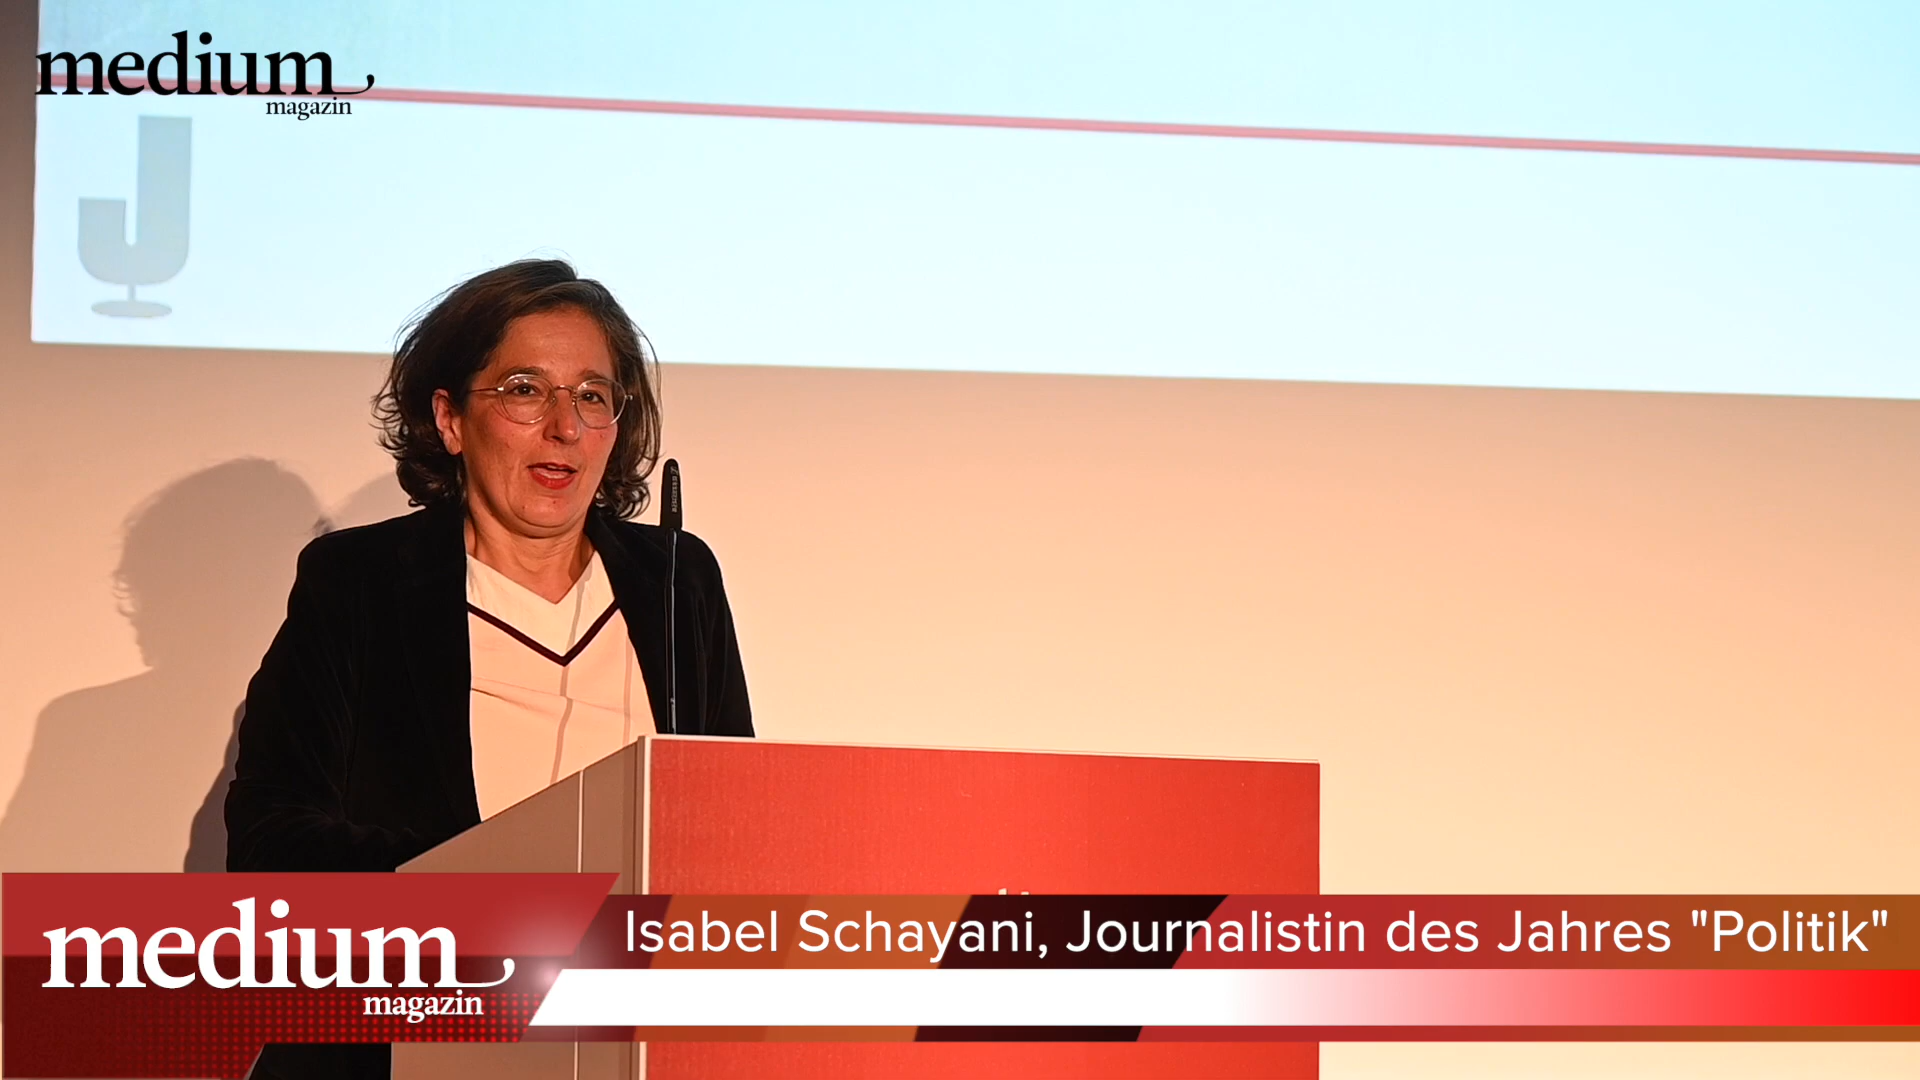 medium
magazin
J
Isabel Schayani, Journalistin des Jahres "Politik"
medium
magazin